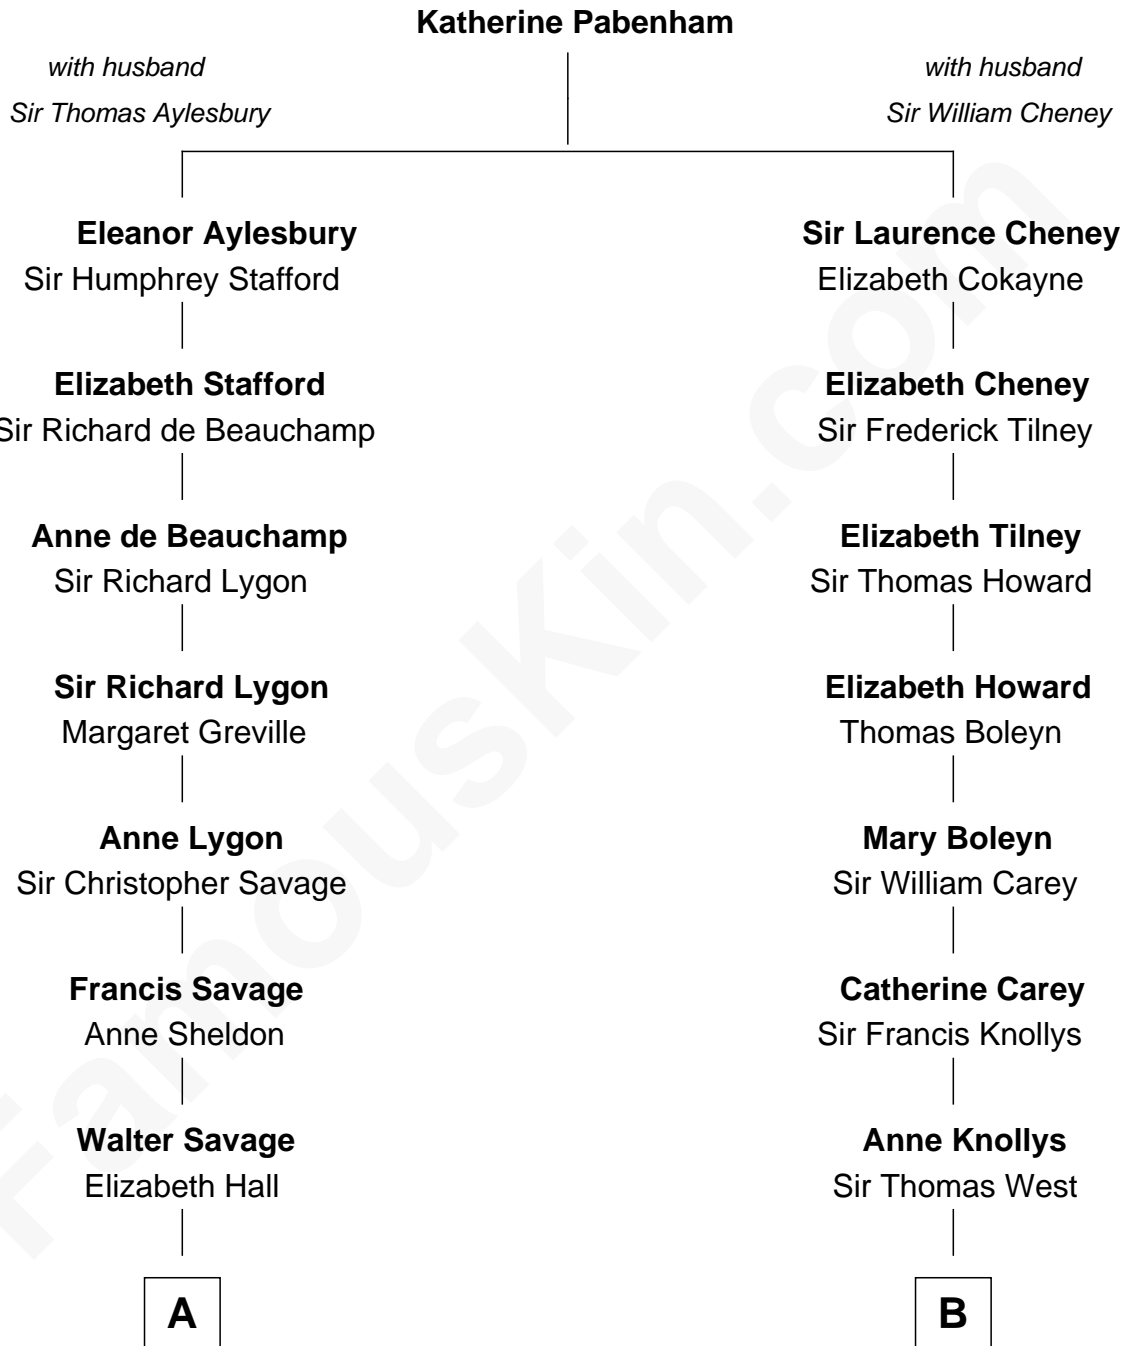 Katherine Pabenham
with husband
Sir Thomas Aylesbury
with husband
Sir William Cheney
Eleanor Aylesbury
Sir Humphrey Stafford
Sir Laurence Cheney
Elizabeth Cokayne
Elizabeth Stafford
Sir Richard de Beauchamp
Elizabeth Cheney
Sir Frederick Tilney
Anne de Beauchamp
Sir Richard Lygon
Elizabeth Tilney
Sir Thomas Howard
Sir Richard Lygon
Margaret Greville
Elizabeth Howard
Thomas Boleyn
Anne Lygon
Sir Christopher Savage
Mary Boleyn
Sir William Carey
Francis Savage
Anne Sheldon
Catherine Carey
Sir Francis Knollys
Walter Savage
Elizabeth Hall
Anne Knollys
Sir Thomas West
A
B
FamousKin.com